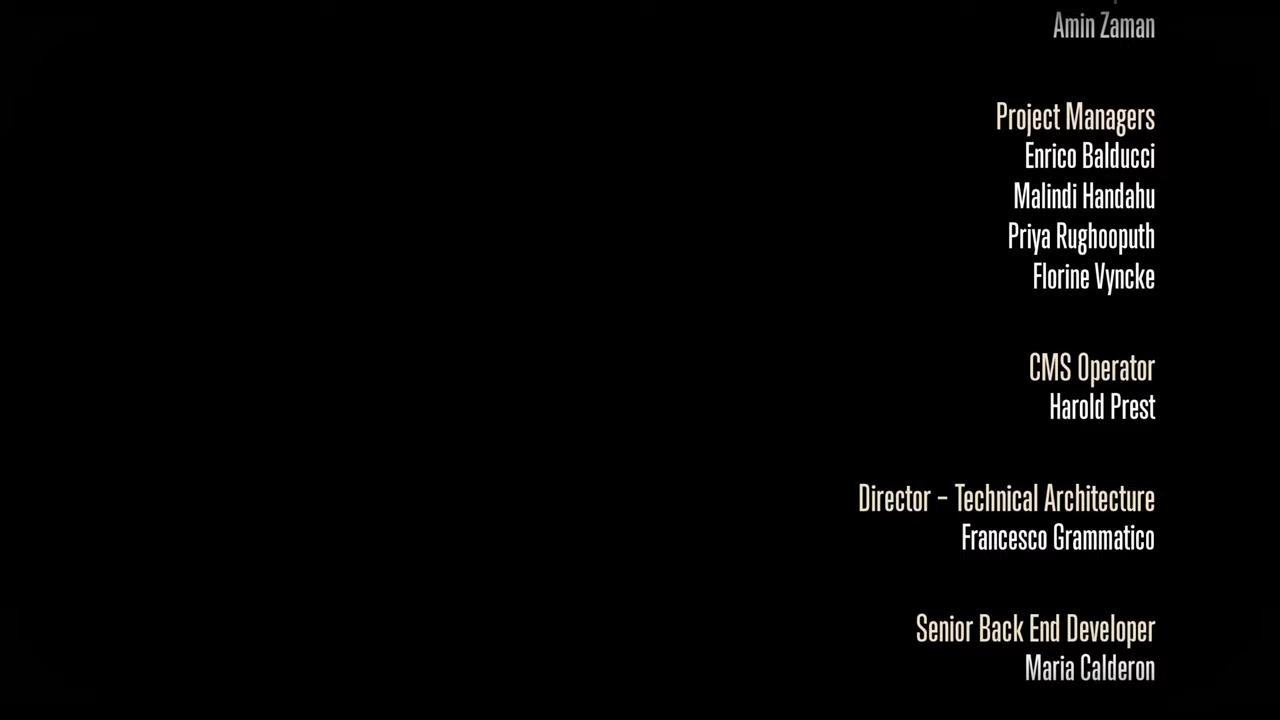 Amin Zaman
Project Managers
Enrico Balducci
Malindi Handahu
Priya Rughooputh
Florine Vyncke
CMS Operator
Harold Prest
Director – Technical Architecture
Francesco Grammatico
Senior Back End Developer
Maria Calderon